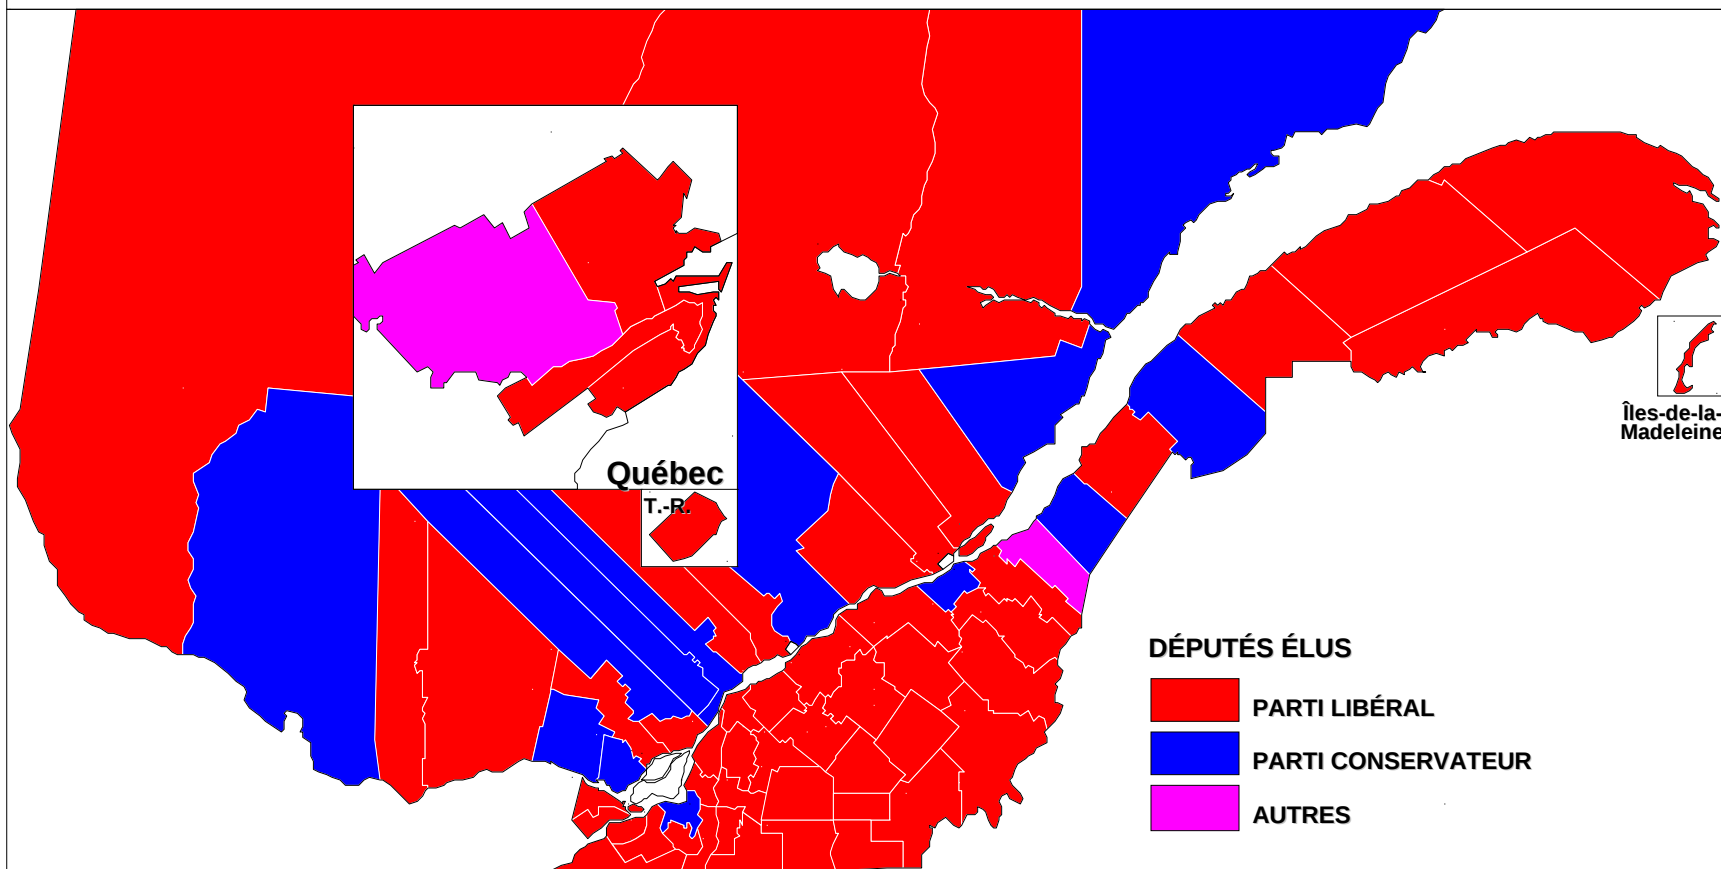 Îles-de-la-
Madeleine
Québec
T.-R.
DÉPUTÉS ÉLUS
PARTI LIBÉRAL
PARTI CONSERVATEUR
AUTRES